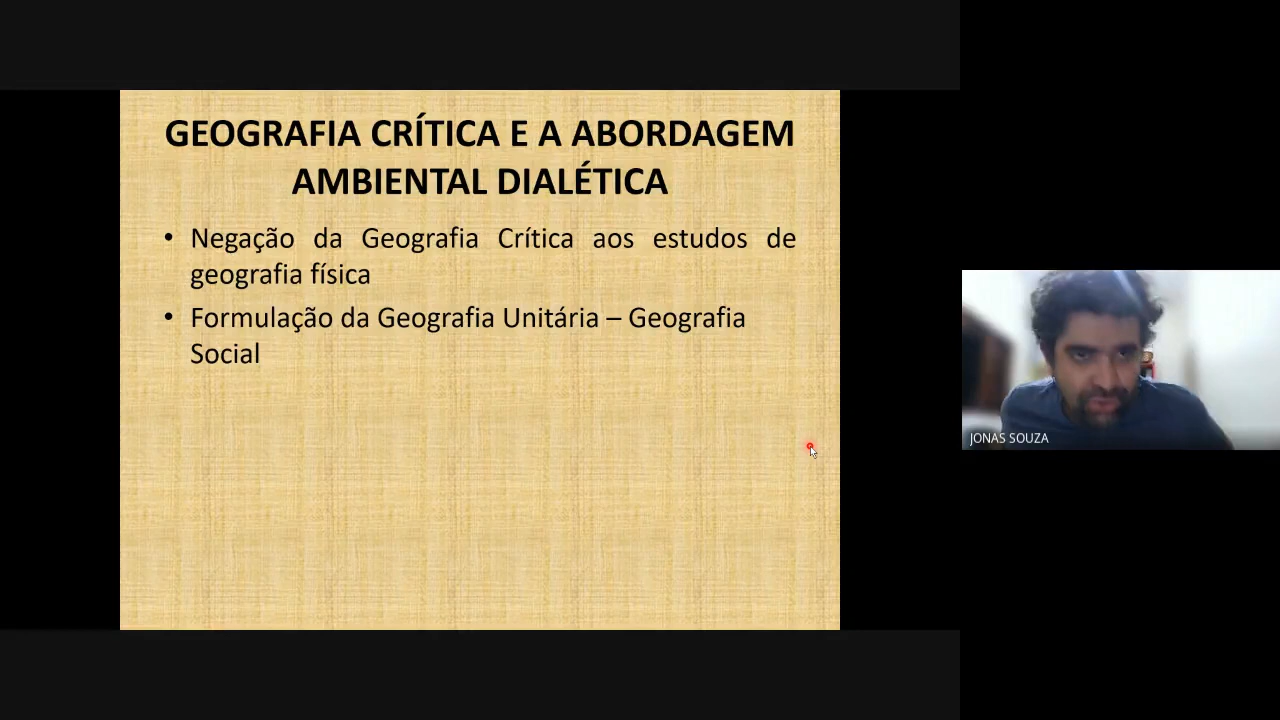 GEOGRAFIA CRÍTICA E A ABORDAGEM
AMBIENTAL DIALÉTICA
• Negação da Geografia Crítica aos estudos de
geografia física
• Formulação da Geografia Unitária – Geografia
Social
JONAS SOUZA